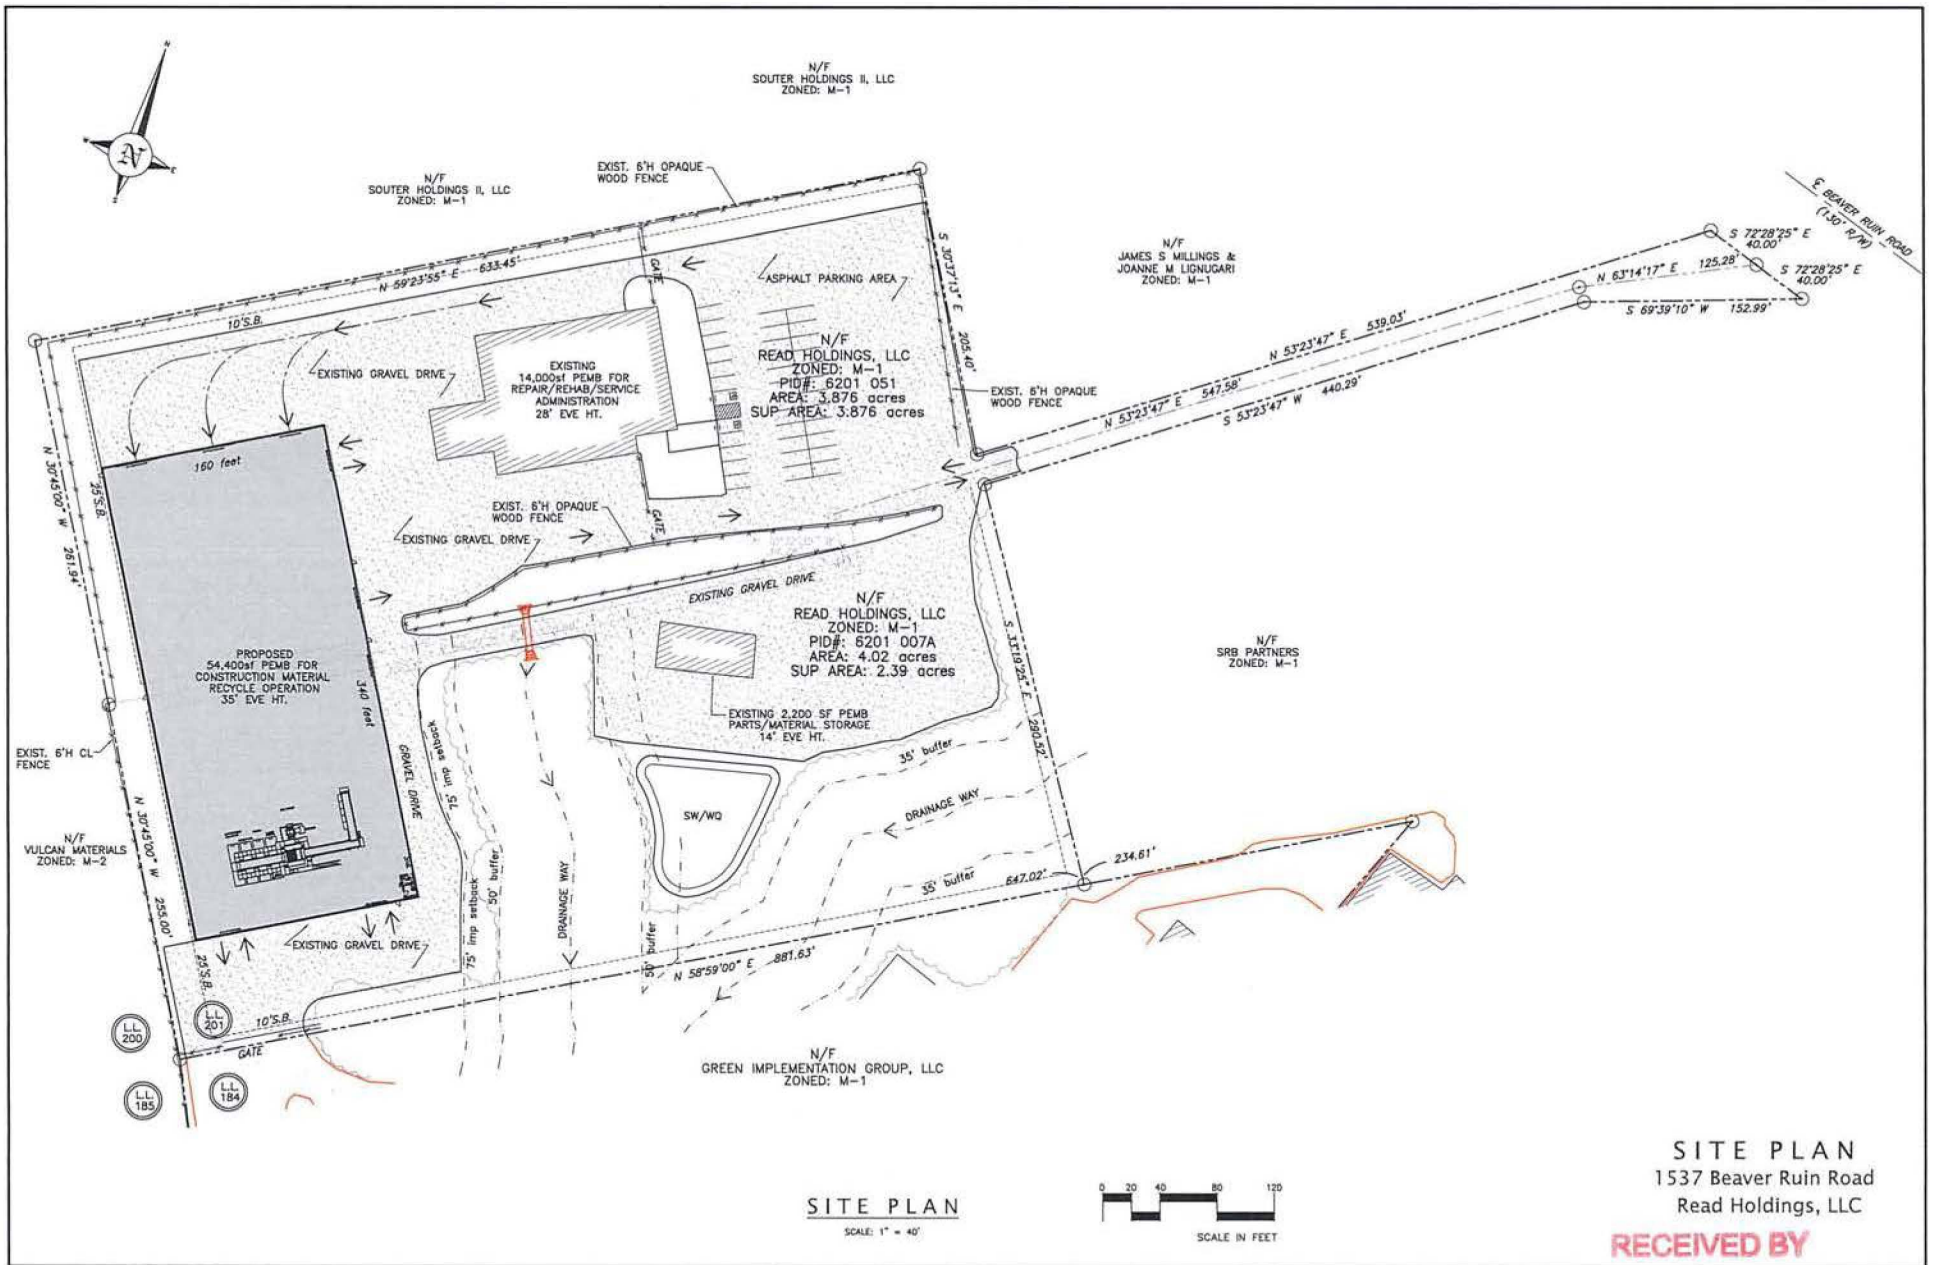 N
N/F
SOUTER HOLDINGS II, LLC
ZONED: M-1
N/F
SOUTER HOLDINGS II, LLC
ZONED: M-1
EXIST. 6'H OPAQUE
WOOD FENCE
N 59°23'55" E 633.45'
10'S.B.
GATE
ASPHALT PARKING AREA
S 30°37'13" E 205.40'
N/F
JAMES S MILLINGS &
JOANNE M LIGNUGARI
ZONED: M-1
℄ BEAVER RUIN ROAD
(130' R/W)
S 72°28'25" E
40.00'
S 72°28'25" E
40.00'
N 63°14'17" E 125.28'
S 69°39'10" W 152.99'
N 53°23'47" E 539.03'
N 53°23'47" E 547.58'
S 53°23'47" W 440.29'
EXISTING GRAVEL DRIVE
EXISTING
14,000sf PEMB FOR
REPAIR/REHAB/SERVICE
ADMINISTRATION
28' EVE HT.
N/F
READ HOLDINGS, LLC
ZONED: M-1
PID#: 6201 051
AREA: 3.876 acres
SUP AREA: 3.876 acres
EXIST. 6'H OPAQUE
WOOD FENCE
N 30°45'00" W 261.94'
25'S.B.
160 feet
EXIST. 6'H OPAQUE
WOOD FENCE
GATE
EXISTING GRAVEL DRIVE
EXISTING GRAVEL DRIVE
N/F
READ HOLDINGS, LLC
ZONED: M-1
PID#: 6201 007A
AREA: 4.02 acres
SUP AREA: 2.39 acres
S 33°19'25" E 290.52'
N/F
SRB PARTNERS
ZONED: M-1
PROPOSED
54,400sf PEMB FOR
CONSTRUCTION MATERIAL
RECYCLE OPERATION
35' EVE HT.
340 feet
EXISTING 2,200 SF PEMB
PARTS/MATERIAL STORAGE
14' EVE HT.
EXIST. 6'H CL
FENCE
GRAVEL DRIVE
75' imp setback
35' buffer
DRAINAGE WAY
SW/WQ
N/F
VULCAN MATERIALS
ZONED: M-2
N 30°45'00" W 255.00'
75' imp setback
50' buffer
DRAINAGE WAY
50' buffer
35' buffer
647.02'
234.61'
EXISTING GRAVEL DRIVE
25'S.B.
N 58°59'00" E 881.63'
10'S.B.
GATE
L.L.
200
L.L.
201
L.L.
185
L.L.
184
N/F
GREEN IMPLEMENTATION GROUP, LLC
ZONED: M-1
SITE PLAN
SCALE: 1" = 40'
0 20 40 80 120
SCALE IN FEET
SITE PLAN
1537 Beaver Ruin Road
Read Holdings, LLC
RECEIVED BY